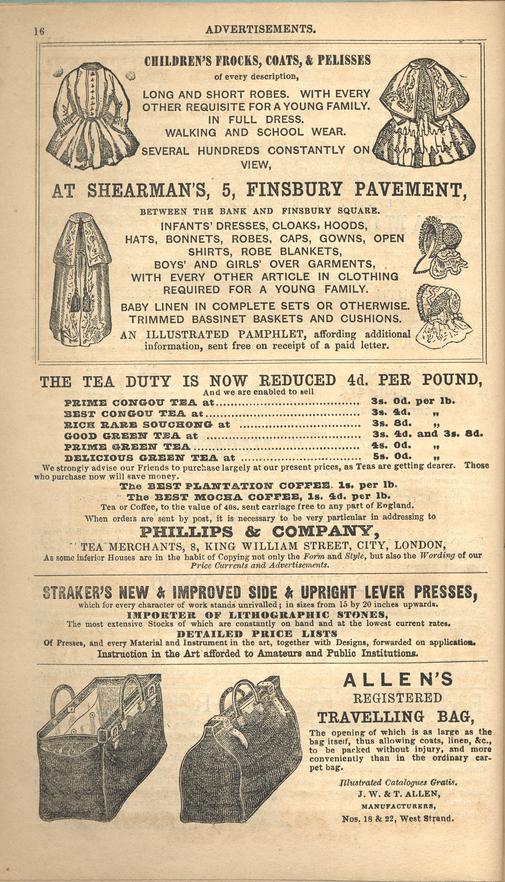 16
ADVERTISEMENTS.
CHILDREN'S FROCKS, COATS, & PELISSES
of every description,
LONG AND SHORT ROBES. WITH EVERY
OTHER REQUISITE FOR A YOUNG FAMILY.
IN FULL DRESS.
WALKING AND SCHOOL WEAR.
SEVERAL HUNDREDS CONSTANTLY ON
VIEW,
AT SHEARMAN'S, 5, FINSBURY PAVEMENT,
BETWEEN THE BANK AND FINSBURY SQUARE.
INFANTS' DRESSES, CLOAKS, HOODS,
HATS, BONNETS, ROBES, CAPS, GOWNS, OPEN
SHIRTS, ROBE BLANKETS,
BOYS' AND GIRLS' OVER GARMENTS,
WITH EVERY OTHER ARTICLE IN CLOTHING
REQUIRED FOR A YOUNG FAMILY.
BABY LINEN IN COMPLETE SETS OR OTHERWISE.
TRIMMED BASSINET BASKETS AND CUSHIONS.
AN ILLUSTRATED PAMPHLET, affording additional
information, sent free on receipt of a paid letter.
THE TEA DUTY IS NOW REDUCED 4d. PER POUND,
And we are enabled to sell
PRIME CONGOU TEA at................................ 3s. 0d. per lb.
BEST CONGOU TEA at................................ 3s. 4d. „
RICH RARE SOUCHONG at ......................... 3s. 8d. „
GOOD GREEN TEA at ................................ 3s. 4d. and 3s. 8d.
PRIME GREEN TEA.................................... 4s. 0d. „
DELICIOUS GREEN TEA at ......................... 5s. 0d. „
We strongly advise our Friends to purchase largely at our present prices, as Teas are getting dearer. Those
who purchase now will save money.
The BEST PLANTATION COFFEE. 1s. per lb.
The BEST MOCHA COFFEE, 1s. 4d. per lb.
Tea or Coffee, to the value of 40s. sent carriage free to any part of England.
When orders are sent by post, it is necessary to be very particular in addressing to
PHILLIPS & COMPANY,
TEA MERCHANTS, 8, KING WILLIAM STREET, CITY, LONDON,
As some inferior Houses are in the habit of Copying not only the Form and Style, but also the Wording of our
Price Currents and Advertisements.
STRAKER'S NEW & IMPROVED SIDE & UPRIGHT LEVER PRESSES,
which for every character of work stands unrivalled; in sizes from 15 by 20 inches upwards.
IMPORTER OF LITHOGRAPHIC STONES,
The most extensive Stocks of which are constantly on hand and at the lowest current rates.
DETAILED PRICE LISTS
Of Presses, and every Material and Instrument in the art, together with Designs, forwarded on application.
Instruction in the Art afforded to Amateurs and Public Institutions.
ALLEN'S
REGISTERED
TRAVELLING BAG,
The opening of which is as large as the
bag itself, thus allowing coats, linen, &c.,
to be packed without injury, and more
conveniently than in the ordinary car-
pet bag.
Illustrated Catalogues Gratis.
J. W. & T. ALLEN,
MANUFACTURERS,
Nos. 18 & 22, West Strand.